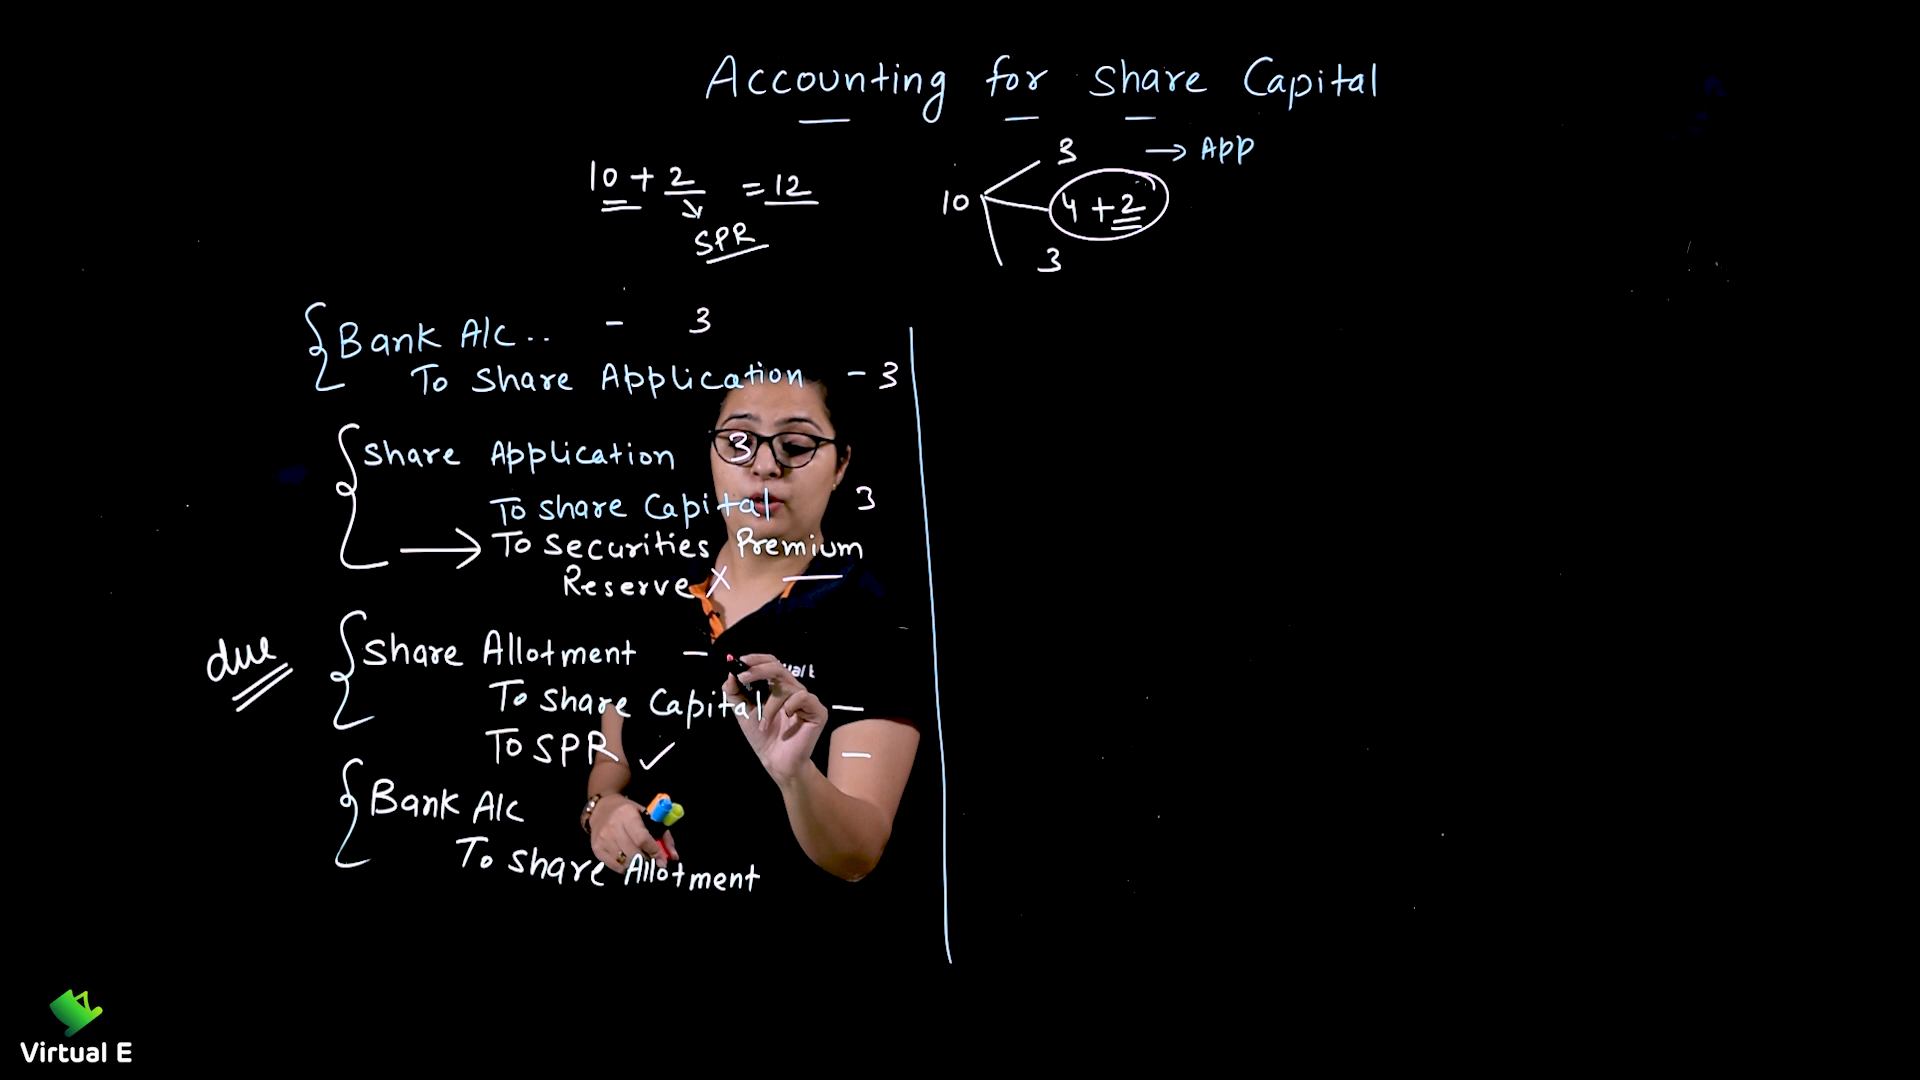 Accounting for Share Capital
10 + 2 = 12
SPR
10
3 → App
4 + 2
3
Bank A/c .. - 3
To Share Application - 3
Share Application 3
To Share Capital 3
→ To Securities Premium
Reserve X —
due
Share Allotment -
To Share Capital —
To SPR ✓ —
Bank A/c
To Share Allotment
Virtual E